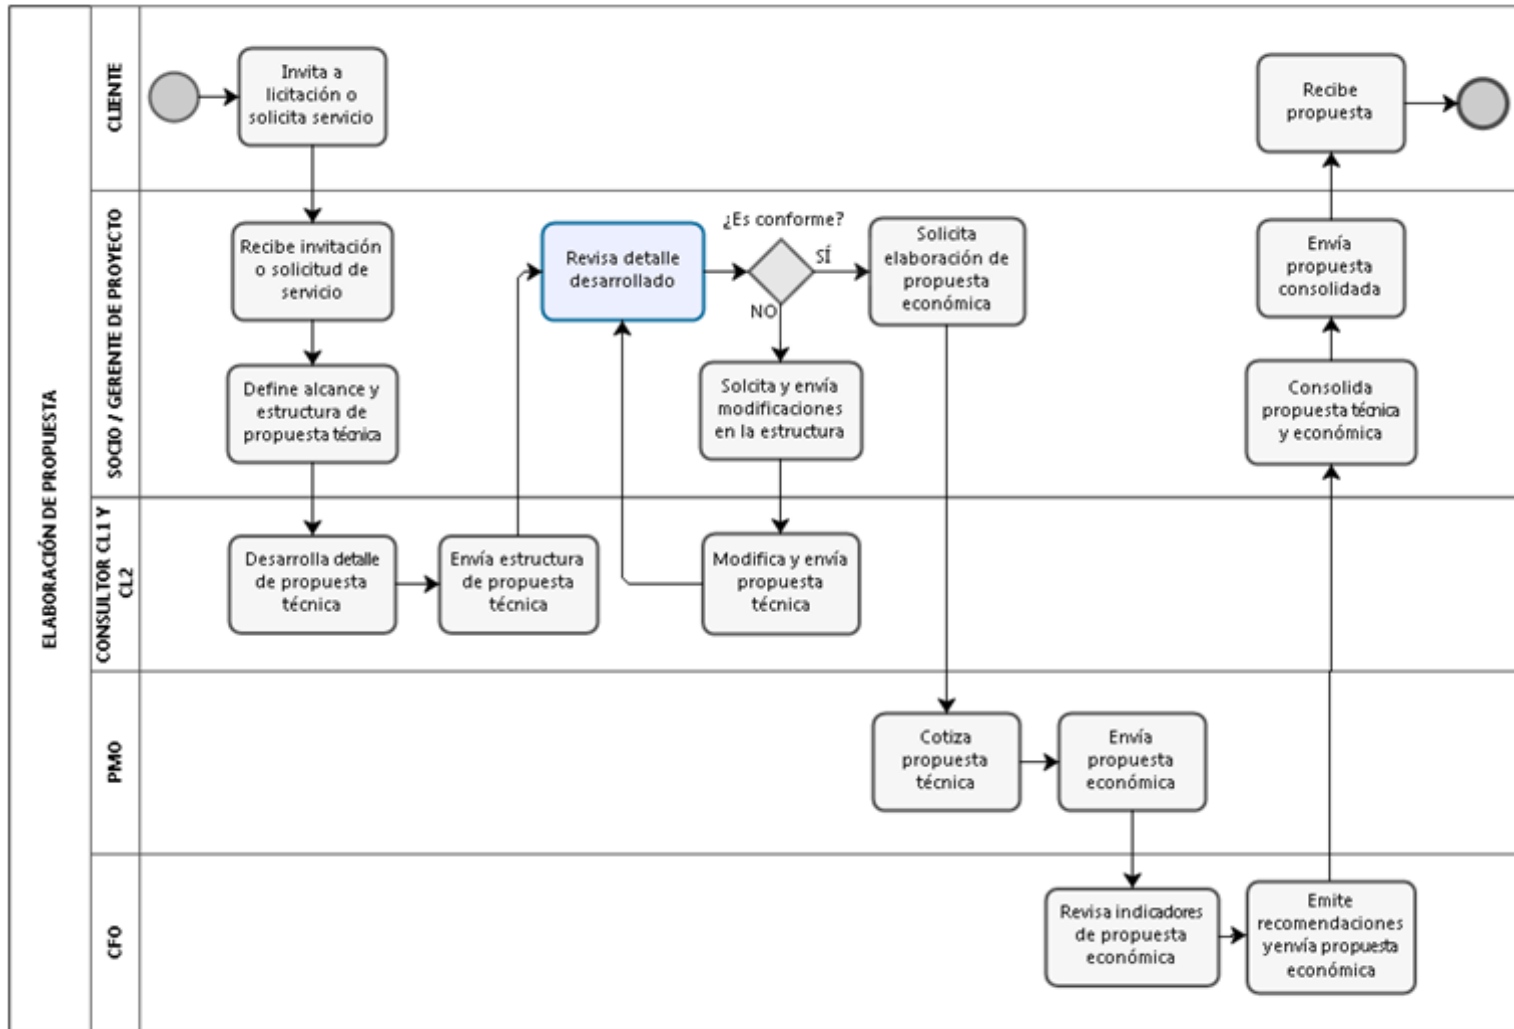 ELABORACIÓN DE PROPUESTA
CLIENTE
Invita a
licitación o
solicita servicio
Recibe
propuesta
SOCIO / GERENTE DE PROYECTO
Recibe invitación
o solicitud de
servicio
Define alcance y
estructura de
propuesta técnica
Revisa detalle
desarrollado
¿Es conforme?
SÍ
NO
Solcita y envía
modificaciones
en la estructura
Solicita
elaboración de
propuesta
económica
Envía
propuesta
consolidada
Consolida
propuesta técnica
y económica
CONSULTOR CL1 Y
CL2
Desarrolla detalle
de propuesta
técnica
Envía estructura
de propuesta
técnica
Modifica y envía
propuesta
técnica
PMO
Cotiza
propuesta
técnica
Envía
propuesta
económica
CFO
Revisa indicadores
de propuesta
económica
Emite
recomendaciones
y envía propuesta
económica